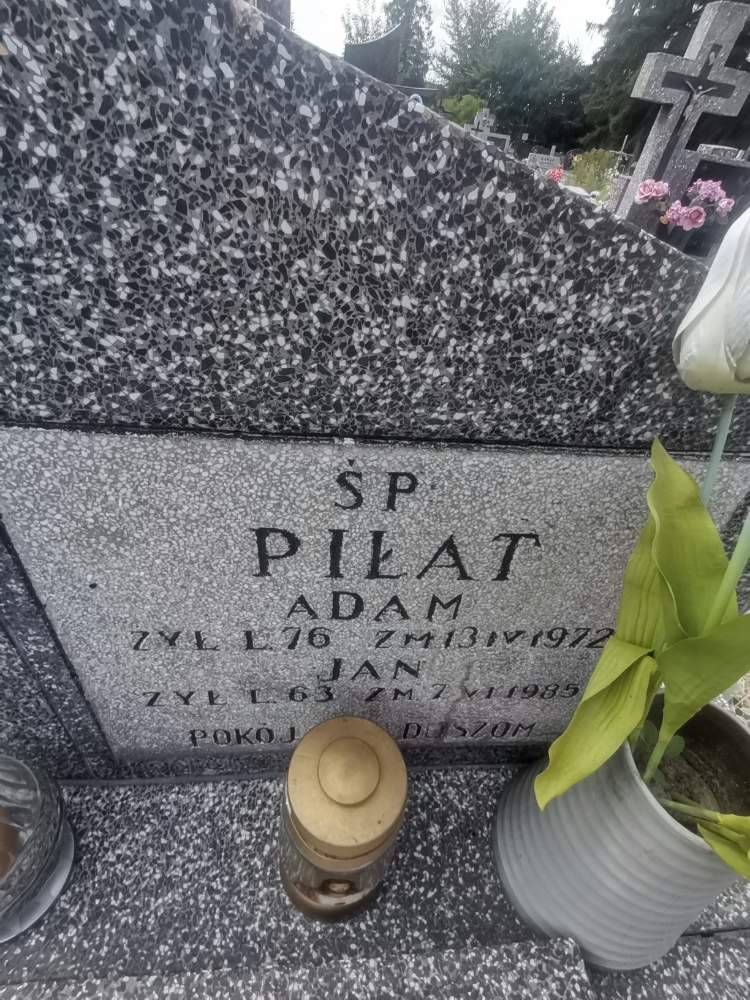 ŚP
PIŁAT
ADAM
ŻYŁ L. 76 ZM 13 IV 1972
JAN
ŻYŁ L. 63 ZM. 7 VI 1985
POKÓJ DUSZOM